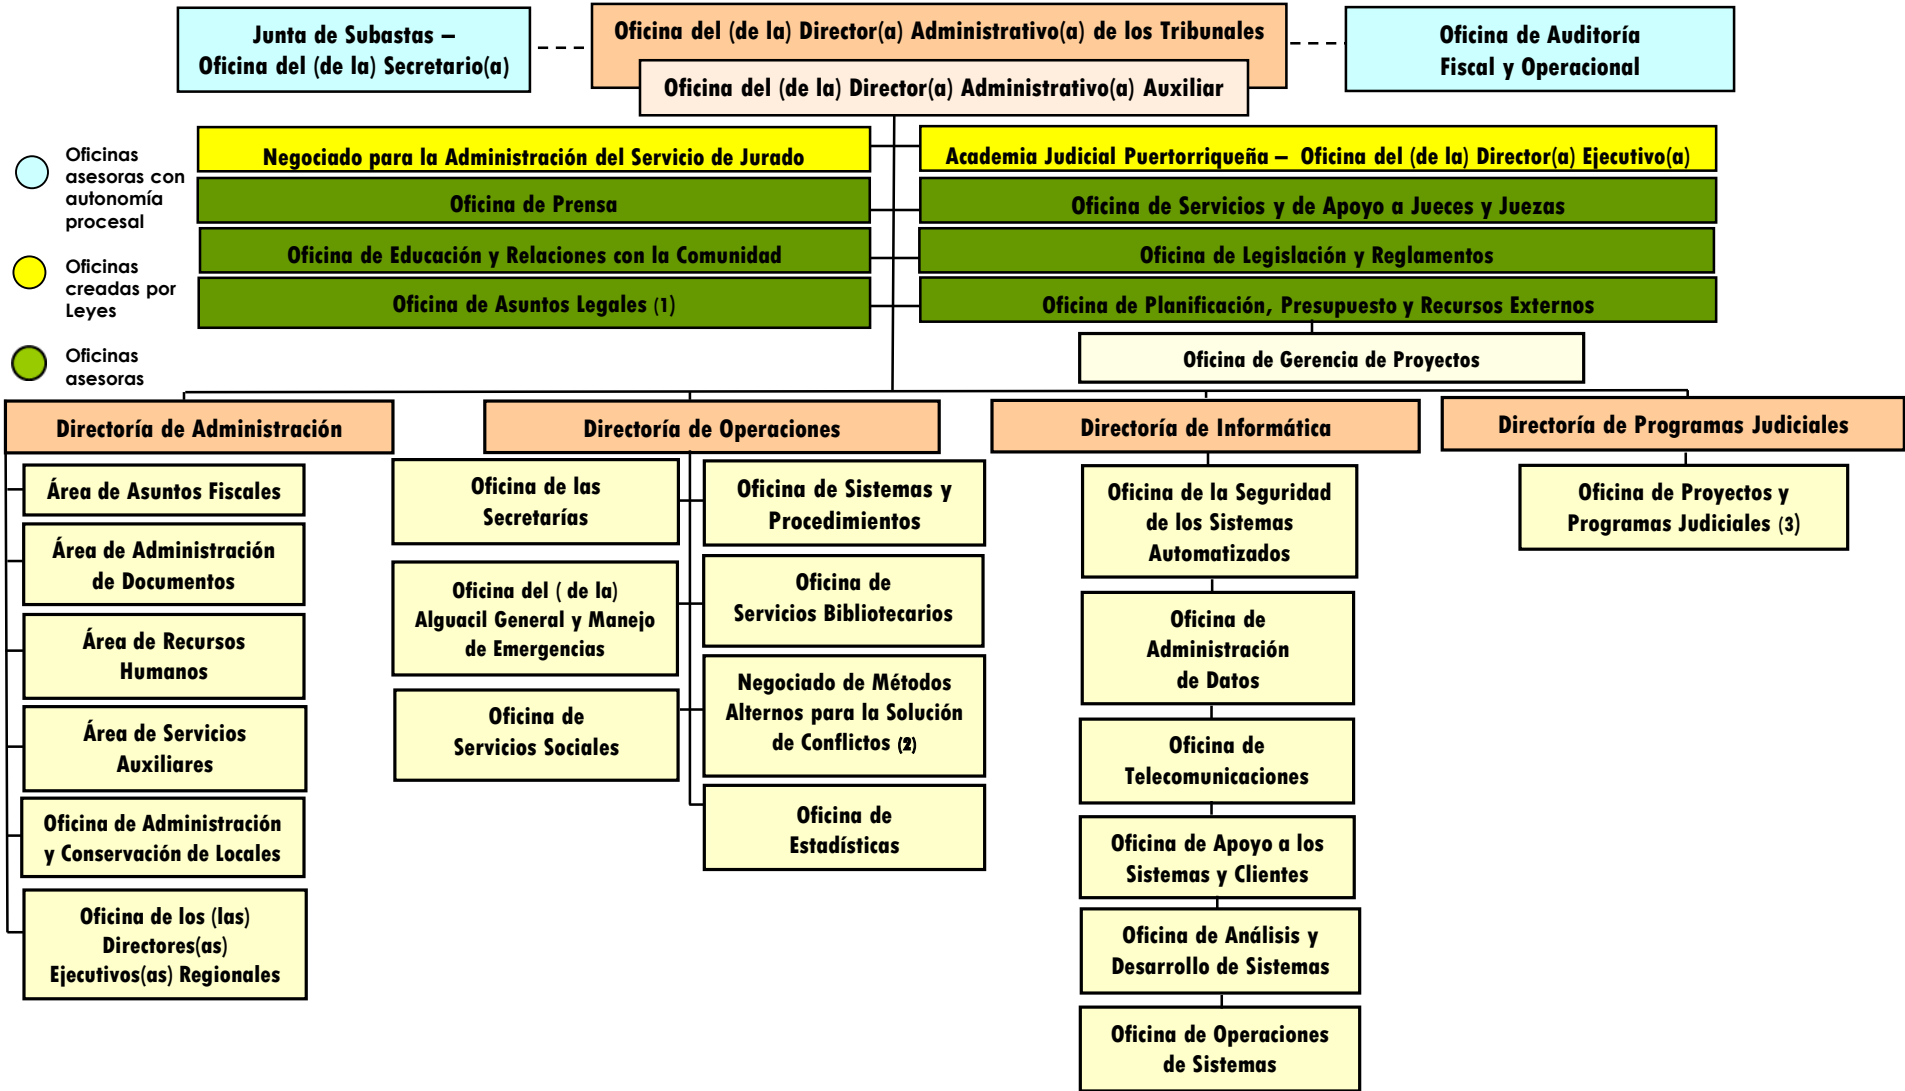 Junta de Subastas –
Oficina del (de la) Secretario(a)
Oficina del (de la) Director(a) Administrativo(a) de los Tribunales
Oficina del (de la) Director(a) Administrativo(a) Auxiliar
Oficina de Auditoría
Fiscal y Operacional
Oficinas
asesoras con
autonomía
procesal
Oficinas
creadas por
Leyes
Oficinas
asesoras
Negociado para la Administración del Servicio de Jurado
Academia Judicial Puertorriqueña – Oficina del (de la) Director(a) Ejecutivo(a)
Oficina de Prensa
Oficina de Servicios y de Apoyo a Jueces y Juezas
Oficina de Educación y Relaciones con la Comunidad
Oficina de Legislación y Reglamentos
Oficina de Asuntos Legales (1)
Oficina de Planificación, Presupuesto y Recursos Externos
Oficina de Gerencia de Proyectos
Directoría de Administración
Área de Asuntos Fiscales
Área de Administración
de Documentos
Área de Recursos
Humanos
Área de Servicios
Auxiliares
Oficina de Administración
y Conservación de Locales
Oficina de los (las)
Directores(as)
Ejecutivos(as) Regionales
Directoría de Operaciones
Oficina de las
Secretarías
Oficina del ( de la)
Alguacil General y Manejo
de Emergencias
Oficina de
Servicios Sociales
Oficina de Sistemas y
Procedimientos
Oficina de
Servicios Bibliotecarios
Negociado de Métodos
Alternos para la Solución
de Conflictos (2)
Oficina de
Estadísticas
Directoría de Informática
Oficina de la Seguridad
de los Sistemas
Automatizados
Oficina de
Administración
de Datos
Oficina de
Telecomunicaciones
Oficina de Apoyo a los
Sistemas y Clientes
Oficina de Análisis y
Desarrollo de Sistemas
Oficina de Operaciones
de Sistemas
Directoría de Programas Judiciales
Oficina de Proyectos y
Programas Judiciales (3)